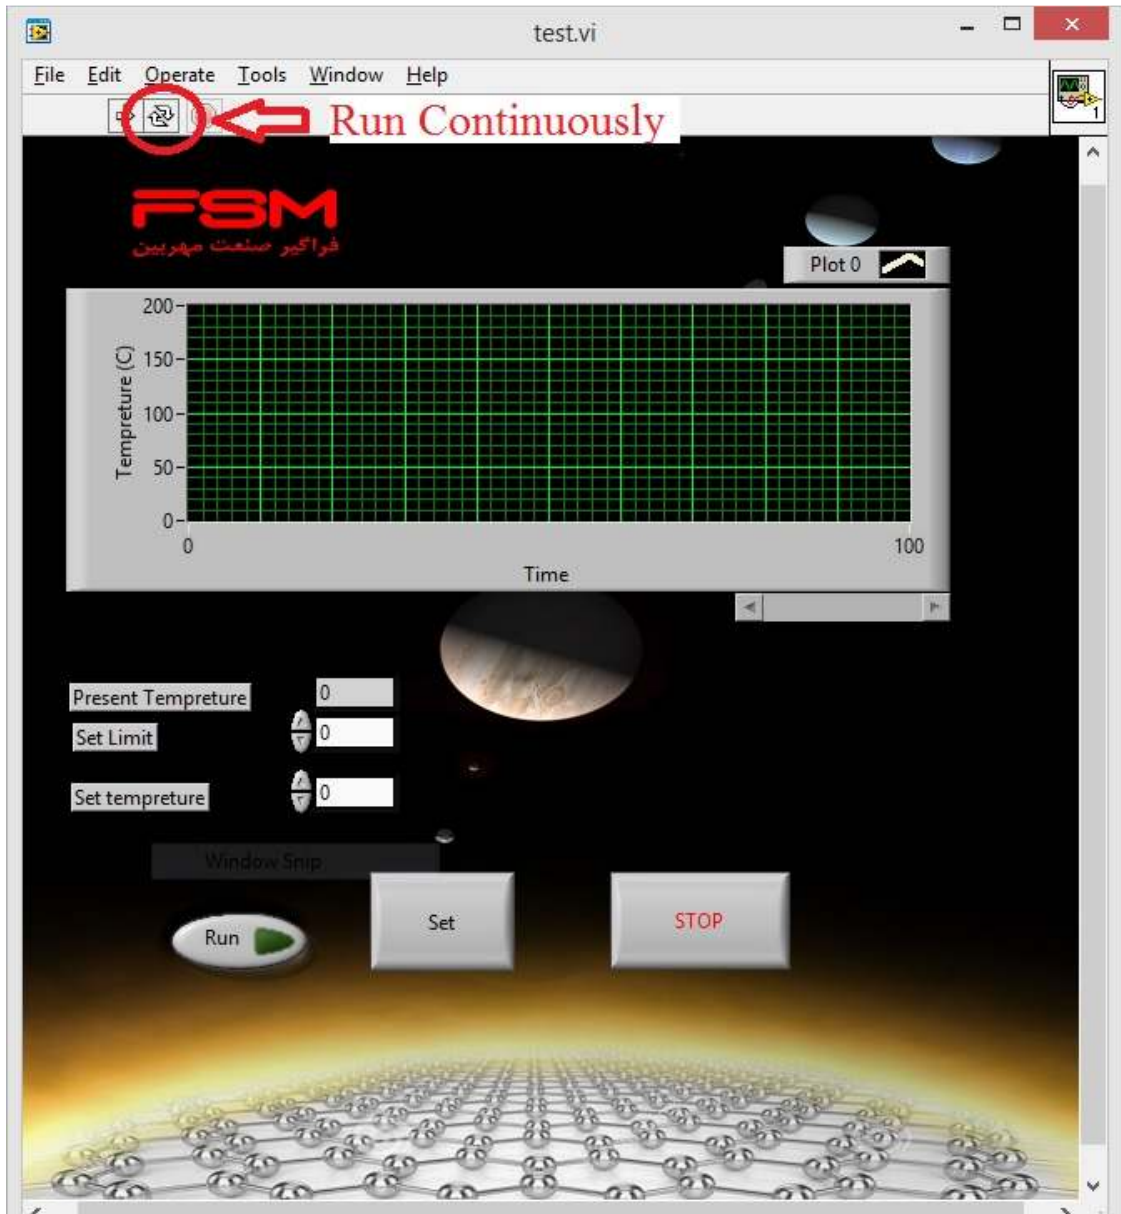 test.vi
File Edit Operate Tools Window Help
Run Continuously
1
FSM
فراگیر صنعت مهربین
Plot 0
200
150
100
50
0
Tempreture (C)
0 100
Time
Present Tempreture 0
Set Limit 0
Set tempreture 0
Window Snip
Run
Set
STOP